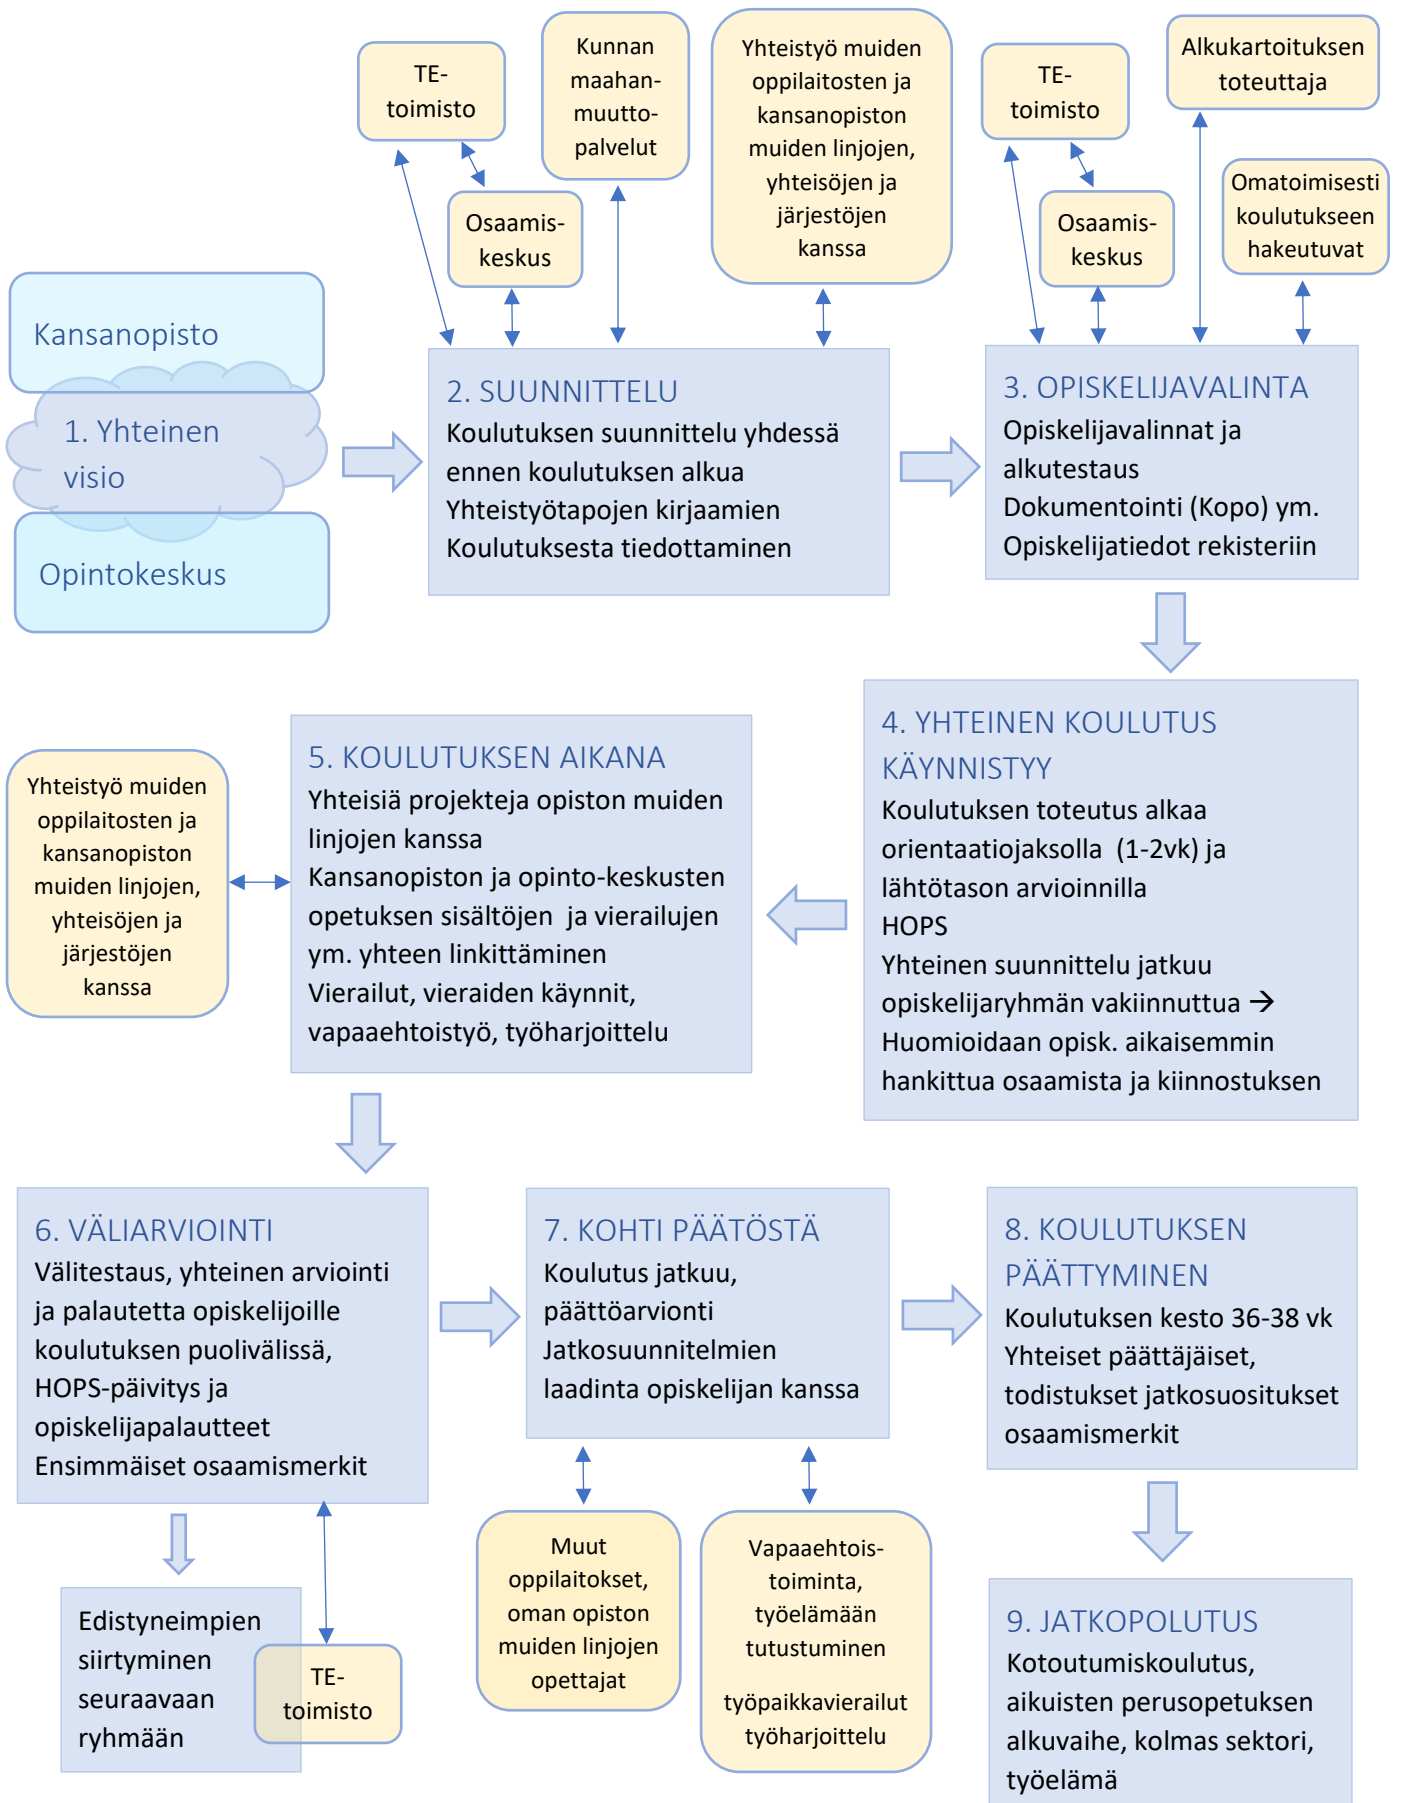 TE-
toimisto
Kunnan
maahan-
muutto-
palvelut
Osaamis-
keskus
Yhteistyö muiden
oppilaitosten ja
kansanopiston
muiden linjojen,
yhteisöjen ja
järjestöjen
kanssa
TE-
toimisto
Osaamis-
keskus
Alkukartoituksen
toteuttaja
Omatoimisesti
koulutukseen
hakeutuvat
Kansanopisto
1. Yhteinen
visio
Opintokeskus
2. SUUNNITTELU
Koulutuksen suunnittelu yhdessä
ennen koulutuksen alkua
Yhteistyötapojen kirjaamien
Koulutuksesta tiedottaminen
3. OPISKELIJAVALINTA
Opiskelijavalinnat ja
alkutestaus
Dokumentointi (Kopo) ym.
Opiskelijatiedot rekisteriin
4. YHTEINEN KOULUTUS
KÄYNNISTYY
Koulutuksen toteutus alkaa
orientaatiojaksolla (1-2vk) ja
lähtötason arvioinnilla
HOPS
Yhteinen suunnittelu jatkuu
opiskelijaryhmän vakiinnuttua →
Huomioidaan opisk. aikaisemmin
hankittua osaamista ja kiinnostuksen
5. KOULUTUKSEN AIKANA
Yhteisiä projekteja opiston muiden
linjojen kanssa
Kansanopiston ja opinto-keskusten
opetuksen sisältöjen ja vierailujen
ym. yhteen linkittäminen
Vierailut, vieraiden käynnit,
vapaaehtoistyö, työharjoittelu
Yhteistyö muiden
oppilaitosten ja
kansanopiston
muiden linjojen,
yhteisöjen ja
järjestöjen
kanssa
6. VÄLIARVIOINTI
Välitestaus, yhteinen arviointi
ja palautetta opiskelijoille
koulutuksen puolivälissä,
HOPS-päivitys ja
opiskelijapalautteet
Ensimmäiset osaamismerkit
Edistyneimpien
siirtyminen
seuraavaan
ryhmään
TE-
toimisto
7. KOHTI PÄÄTÖSTÄ
Koulutus jatkuu,
päättöarvionti
Jatkosuunnitelmien
laadinta opiskelijan kanssa
Muut
oppilaitokset,
oman opiston
muiden linjojen
opettajat
Vapaaehtois-
toiminta,
työelämään
tutustuminen
työpaikkavierailut
työharjoittelu
8. KOULUTUKSEN
PÄÄTTYMINEN
Koulutuksen kesto 36-38 vk
Yhteiset päättäjäiset,
todistukset jatkosuositukset
osaamismerkit
9. JATKOPOLUTUS
Kotoutumiskoulutus,
aikuisten perusopetuksen
alkuvaihe, kolmas sektori,
työelämä